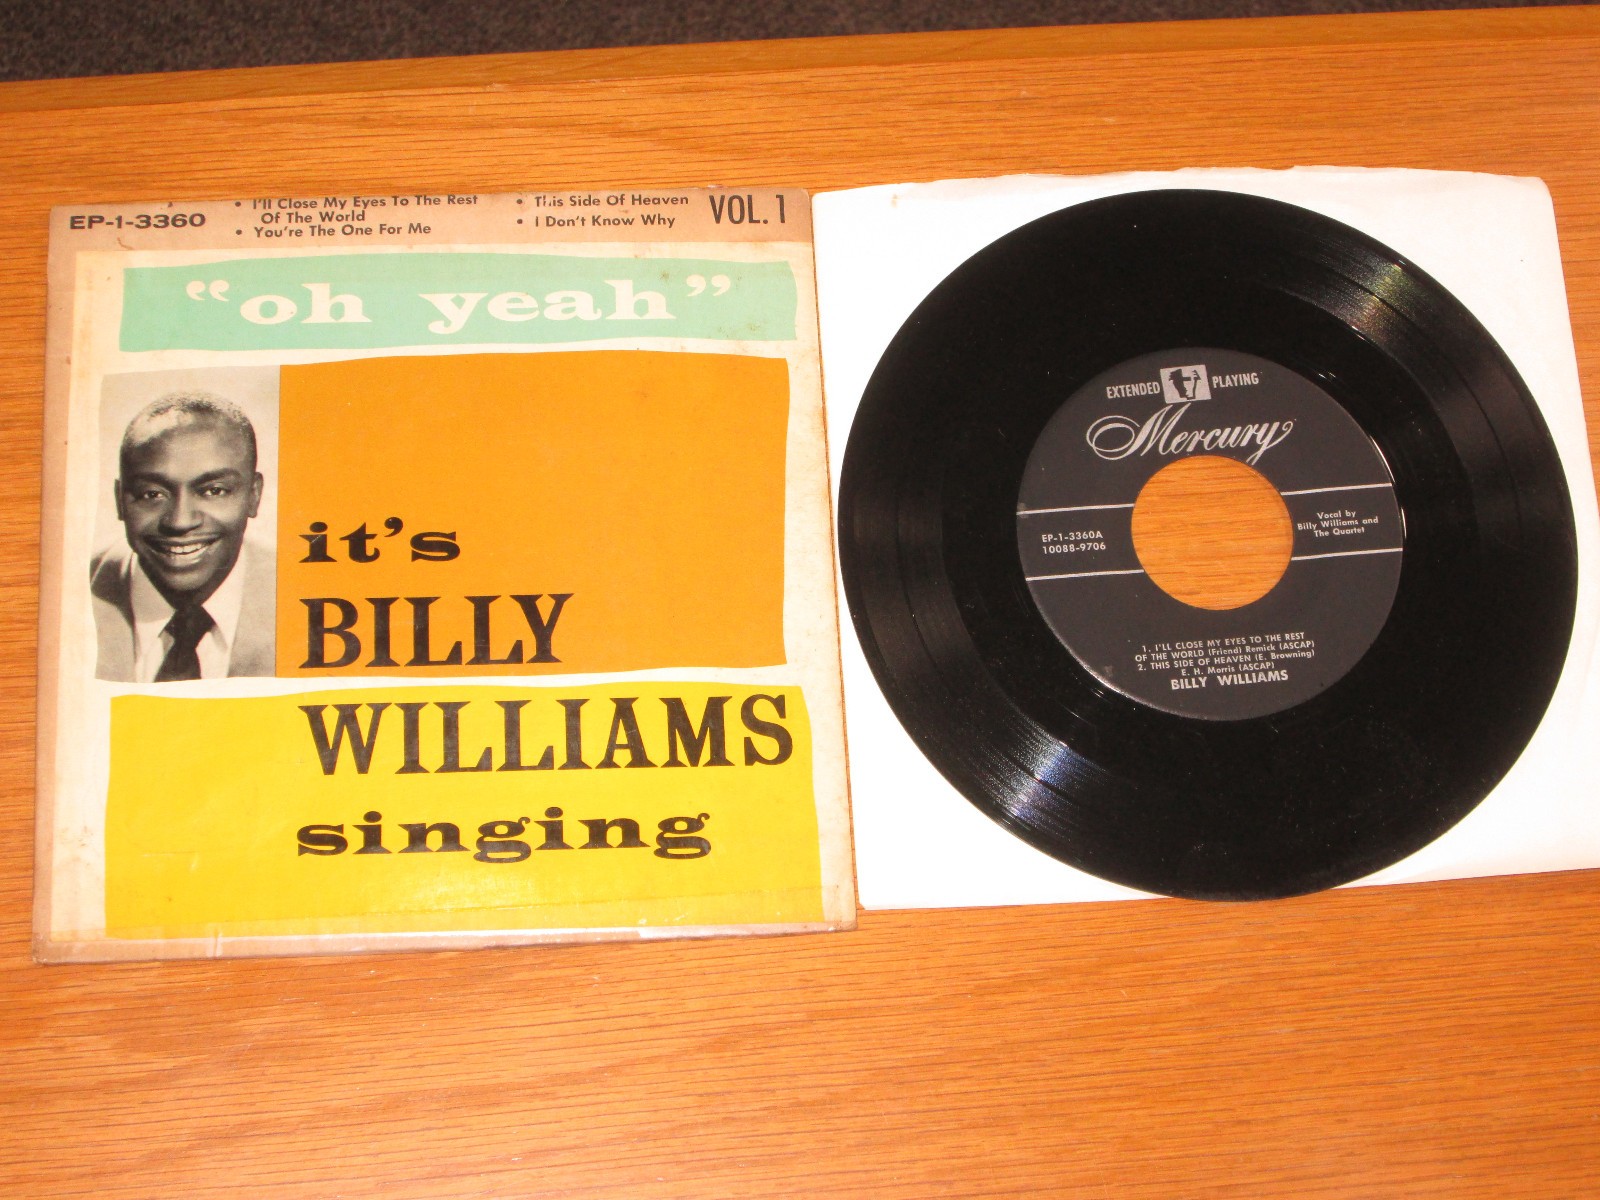 EP-1-3360
• I'll Close My Eyes To The Rest
Of The World
• You're The One For Me
• This Side Of Heaven
• I Don't Know Why
VOL. 1
“oh yeah”
it's
BILLY
WILLIAMS
singing
EXTENDED PLAYING
Mercury
EP-1-3360A
10088-9706
Vocal by
Billy Williams and
The Quartet
1. I'LL CLOSE MY EYES TO THE REST
OF THE WORLD (Friend) Remick (ASCAP)
2. THIS SIDE OF HEAVEN (E. Browning)
E. H. Morris (ASCAP)
BILLY WILLIAMS